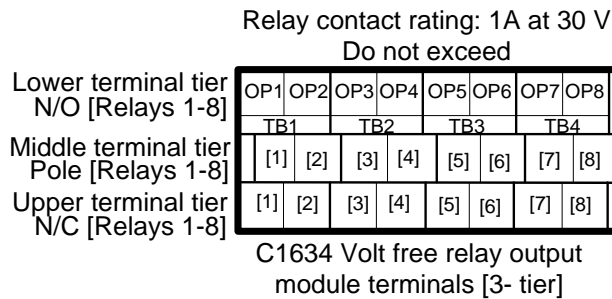 Relay contact rating: 1A at 30 V
Do not exceed
Lower terminal tier
N/O [Relays 1-8]
OP1 OP2 OP3 OP4 OP5 OP6 OP7 OP8
TB1 TB2 TB3 TB4
Middle terminal tier
Pole [Relays 1-8]
[1] [2] [3] [4] [5] [6] [7] [8]
Upper terminal tier
N/C [Relays 1-8]
[1] [2] [3] [4] [5] [6] [7] [8]
C1634 Volt free relay output
module terminals [3- tier]